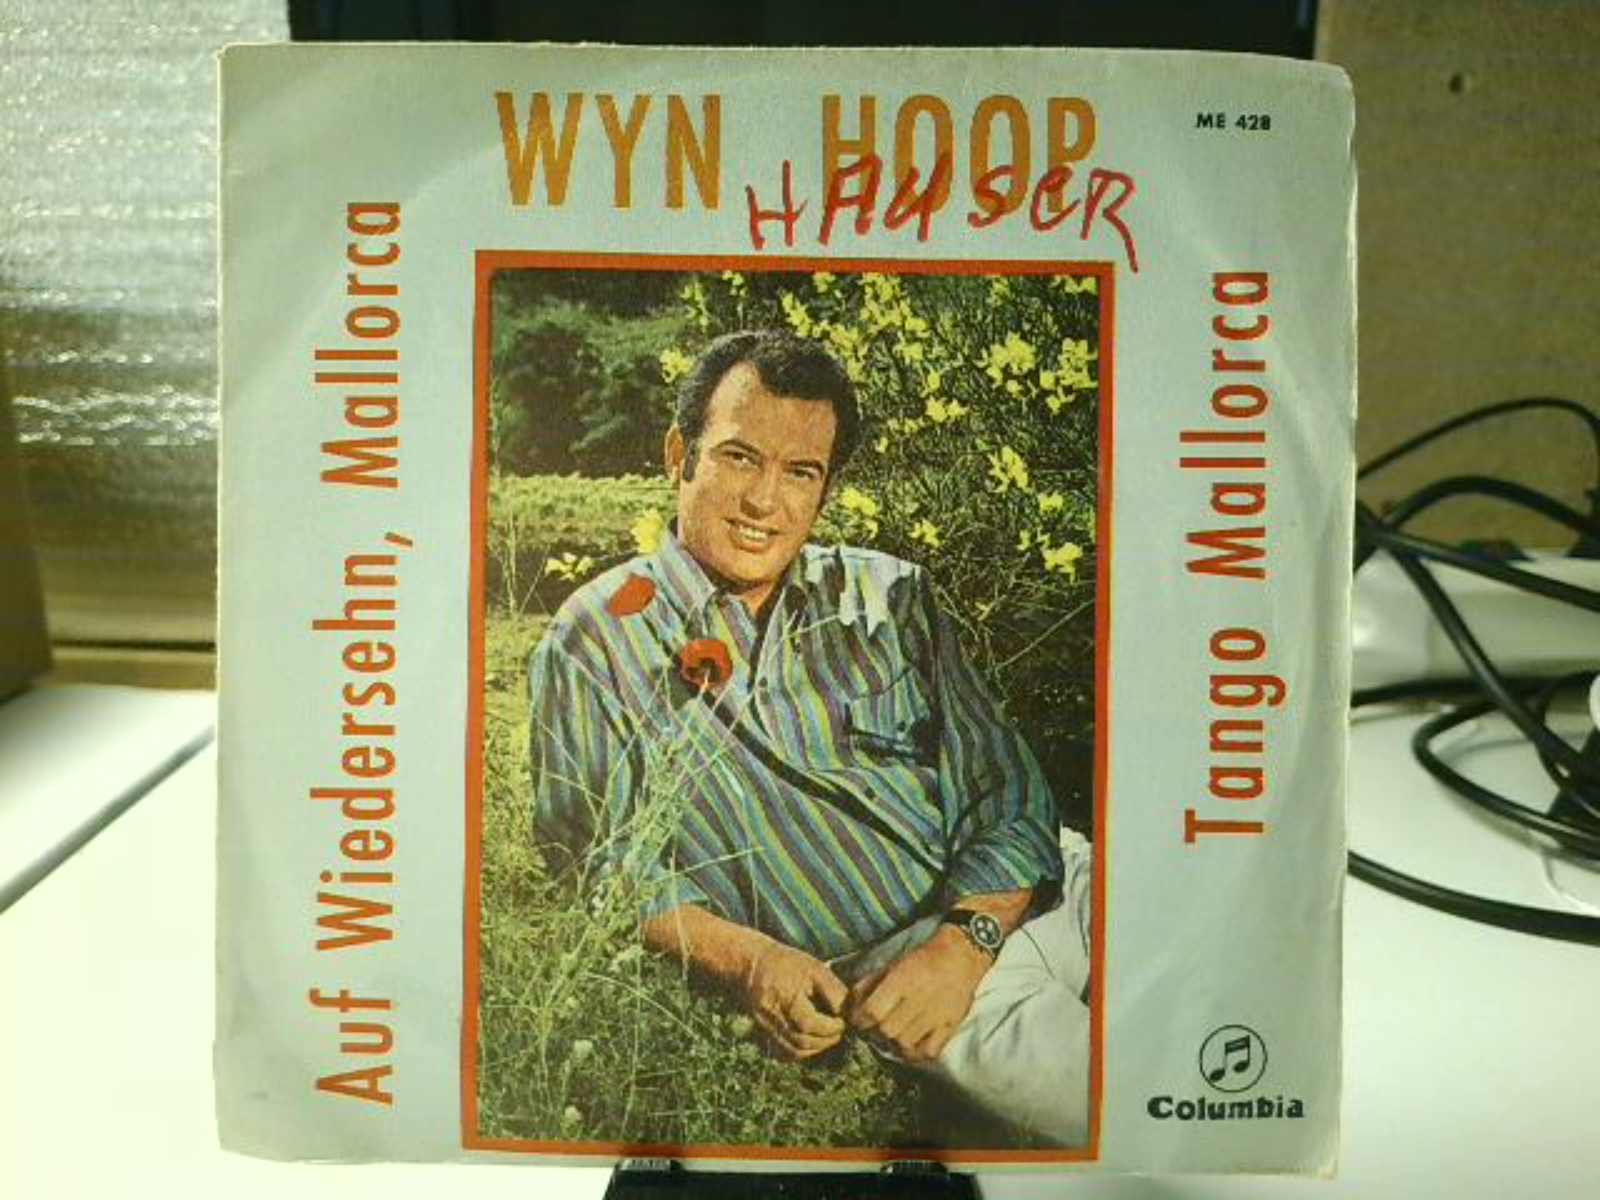 WYN HOOP
ME 428
HAUSER
Auf Wiedersehn, Mallorca
Tango Mallorca
Columbia